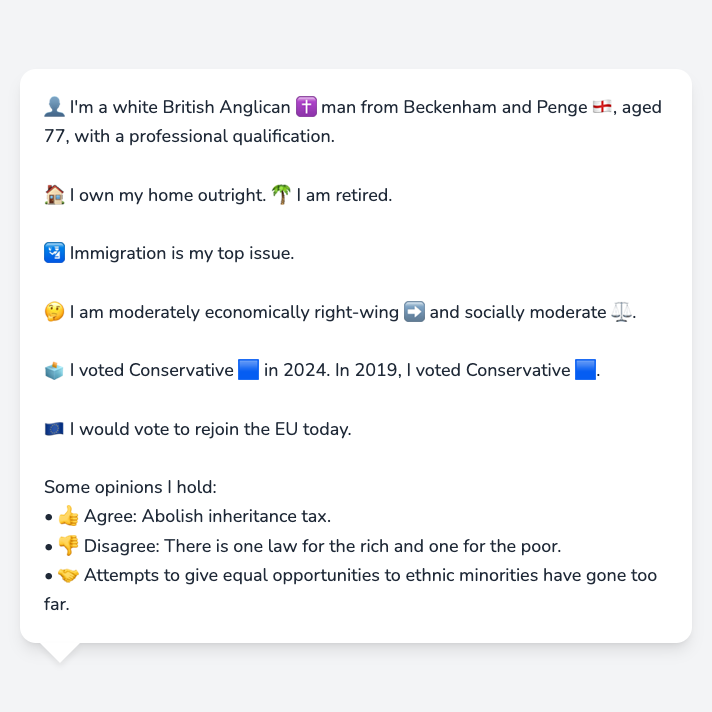 👤 I'm a white British Anglican ✝️ man from Beckenham and Penge 🏴󠁧󠁢󠁥󠁮󠁧󠁿, aged
77, with a professional qualification.
🏠 I own my home outright. 🌴 I am retired.
🛂 Immigration is my top issue.
🤔 I am moderately economically right-wing ➡️ and socially moderate ⚖️.
🗳️ I voted Conservative 🟦 in 2024. In 2019, I voted Conservative 🟦.
🇪🇺 I would vote to rejoin the EU today.
Some opinions I hold:
• 👍 Agree: Abolish inheritance tax.
• 👎 Disagree: There is one law for the rich and one for the poor.
• 🤝 Attempts to give equal opportunities to ethnic minorities have gone too
far.